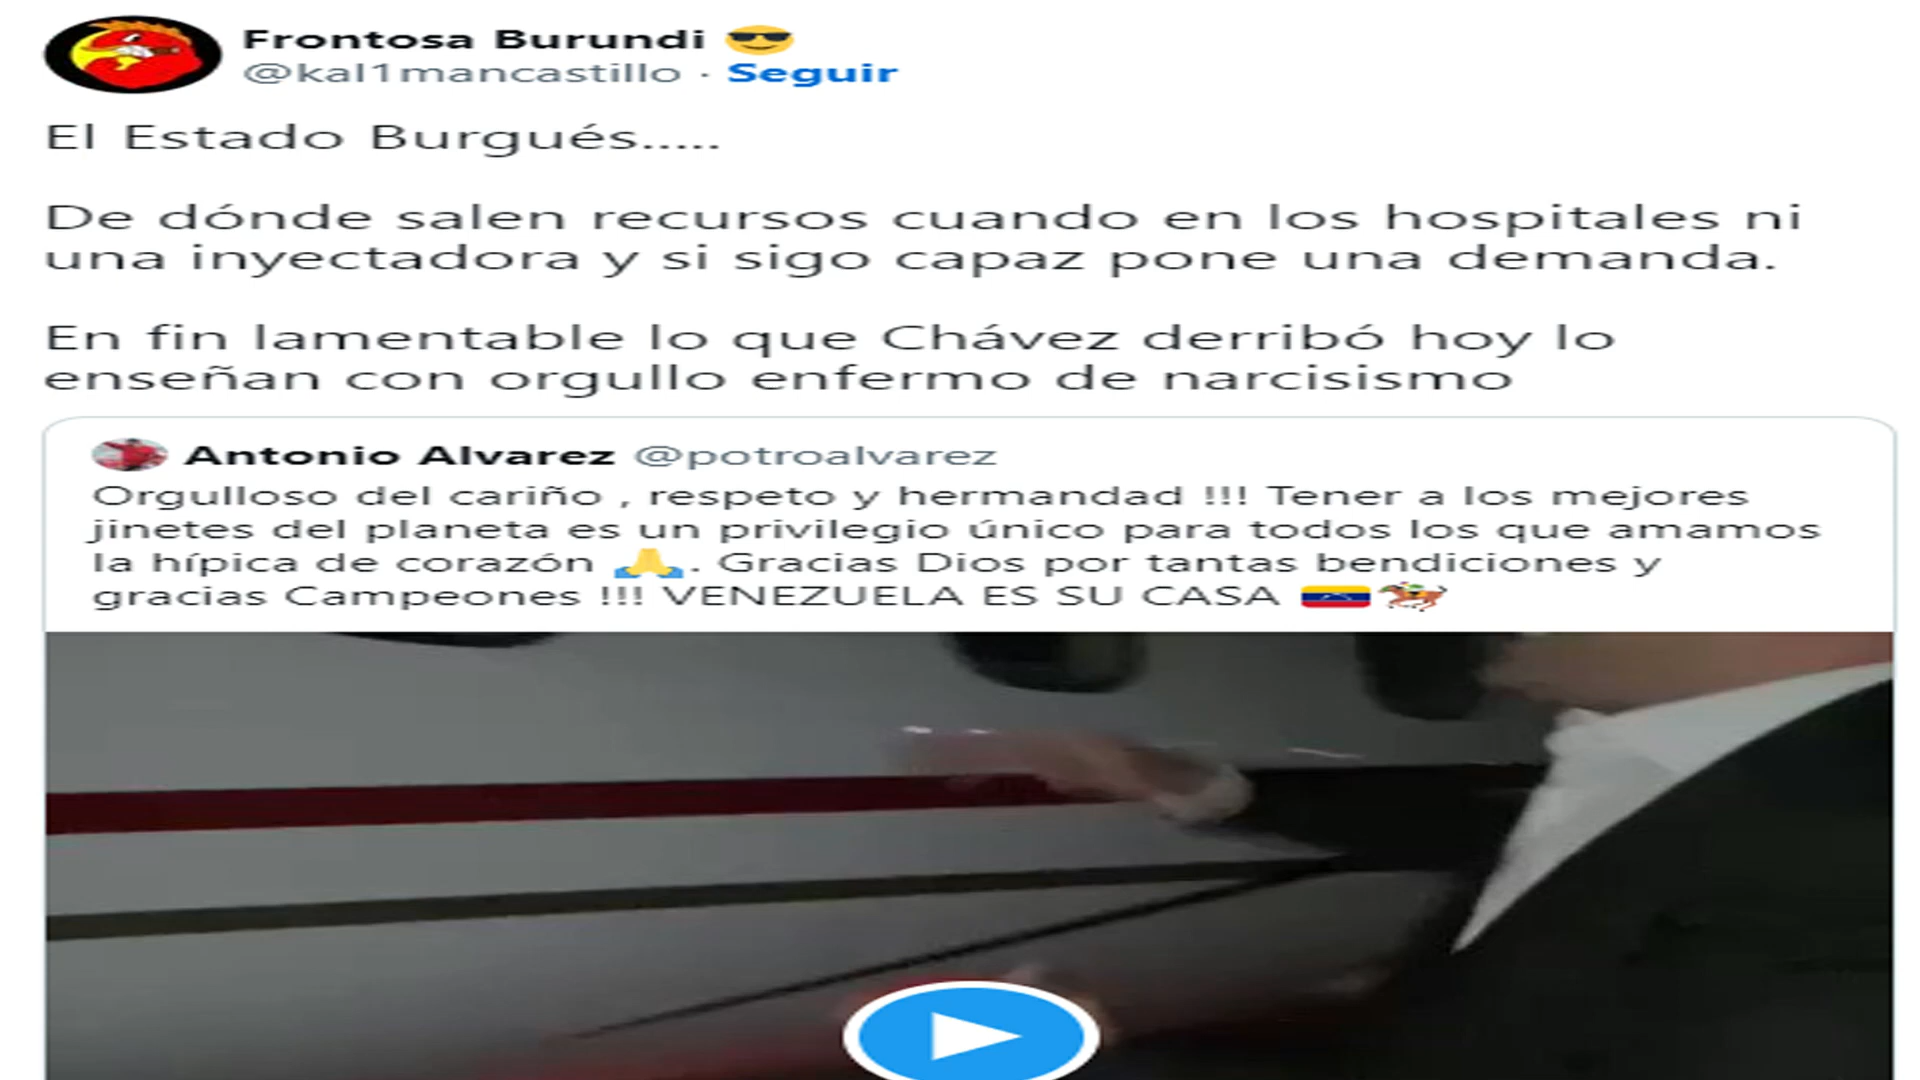 Frontosa Burundi 😎
@kal1mancastillo · Seguir
El Estado Burgués.....
De dónde salen recursos cuando en los hospitales ni
una inyectadora y si sigo capaz pone una demanda.
En fin lamentable lo que Chávez derribó hoy lo
enseñan con orgullo enfermo de narcisismo
Antonio Alvarez @potroalvarez
Orgulloso del cariño , respeto y hermandad !!! Tener a los mejores
jinetes del planeta es un privilegio único para todos los que amamos
la hípica de corazón 🙏. Gracias Dios por tantas bendiciones y
gracias Campeones !!! VENEZUELA ES SU CASA 🇻🇪🏇